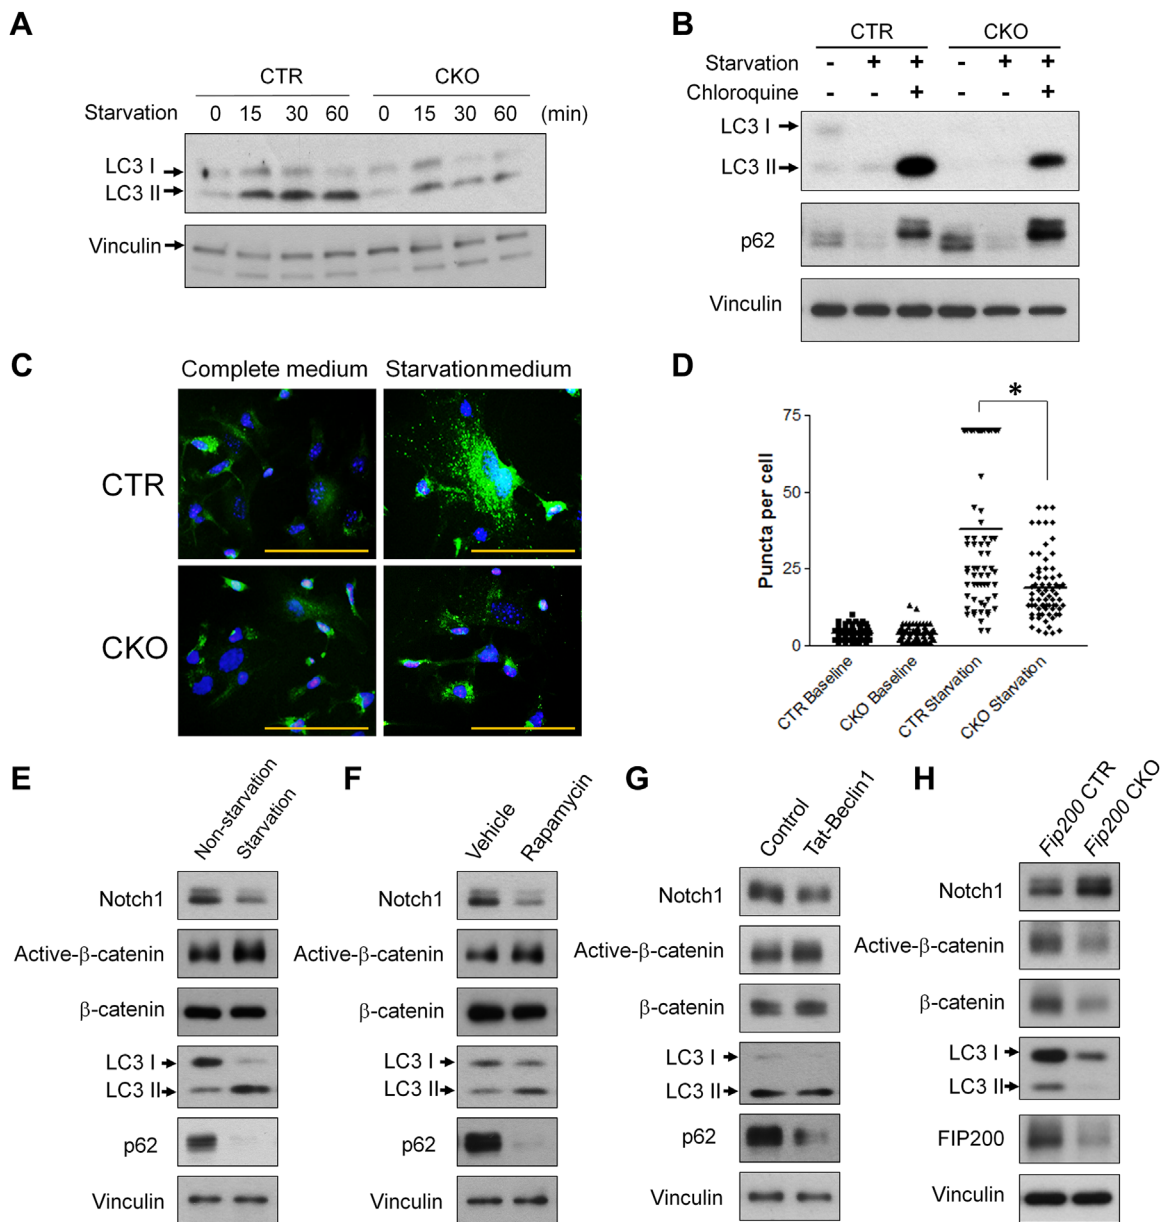 A
CTR CKO
Starvation 0 15 30 60 0 15 30 60 (min)
LC3 I
LC3 II
Vinculin
B
CTR CKO
Starvation - + + - + +
Chloroquine - - + - - +
LC3 I
LC3 II
p62
Vinculin
C
Complete medium Starvationmedium
CTR
CKO
D
*
Puncta per cell
75
50
25
0
CTR Baseline
CKO Baseline
CTR Starvation
CKO Starvation
E
Non-starvation
Starvation
Notch1
Active-β-catenin
β-catenin
LC3 I
LC3 II
p62
Vinculin
F
Vehicle
Rapamycin
Notch1
Active-β-catenin
β-catenin
LC3 I
LC3 II
p62
Vinculin
G
Control
Tat-Beclin1
Notch1
Active-β-catenin
β-catenin
LC3 I
LC3 II
p62
Vinculin
H
Fip200 CTR
Fip200 CKO
Notch1
Active-β-catenin
β-catenin
LC3 I
LC3 II
FIP200
Vinculin